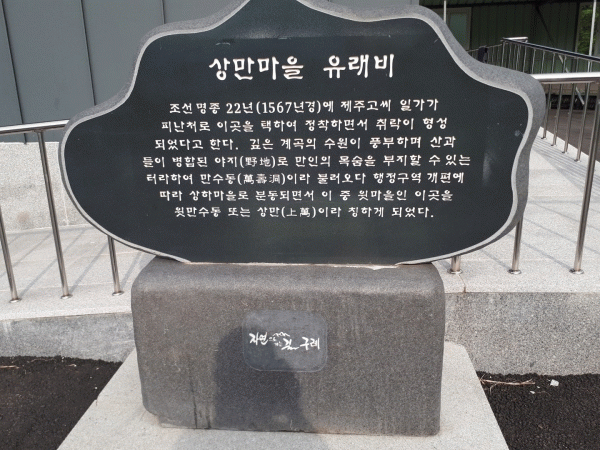 상만마을 유래비
조선 명종 22년(1567년경)에 제주고씨 일가가
피난처로 이곳을 택하여 정착하면서 취락이 형성
되었다고 한다. 깊은 계곡의 수원이 풍부하며 산과
들이 병합된 야지(野地)로 만인의 목숨을 부지할 수 있는
터라하여 만수동(萬壽洞)이라 불려오다 행정구역 개편에
따라 상하마을로 분동되면서 이 중 윗마을인 이곳을
윗만수동 또는 상만(上萬)이라 칭하게 되었다.
자연 구례